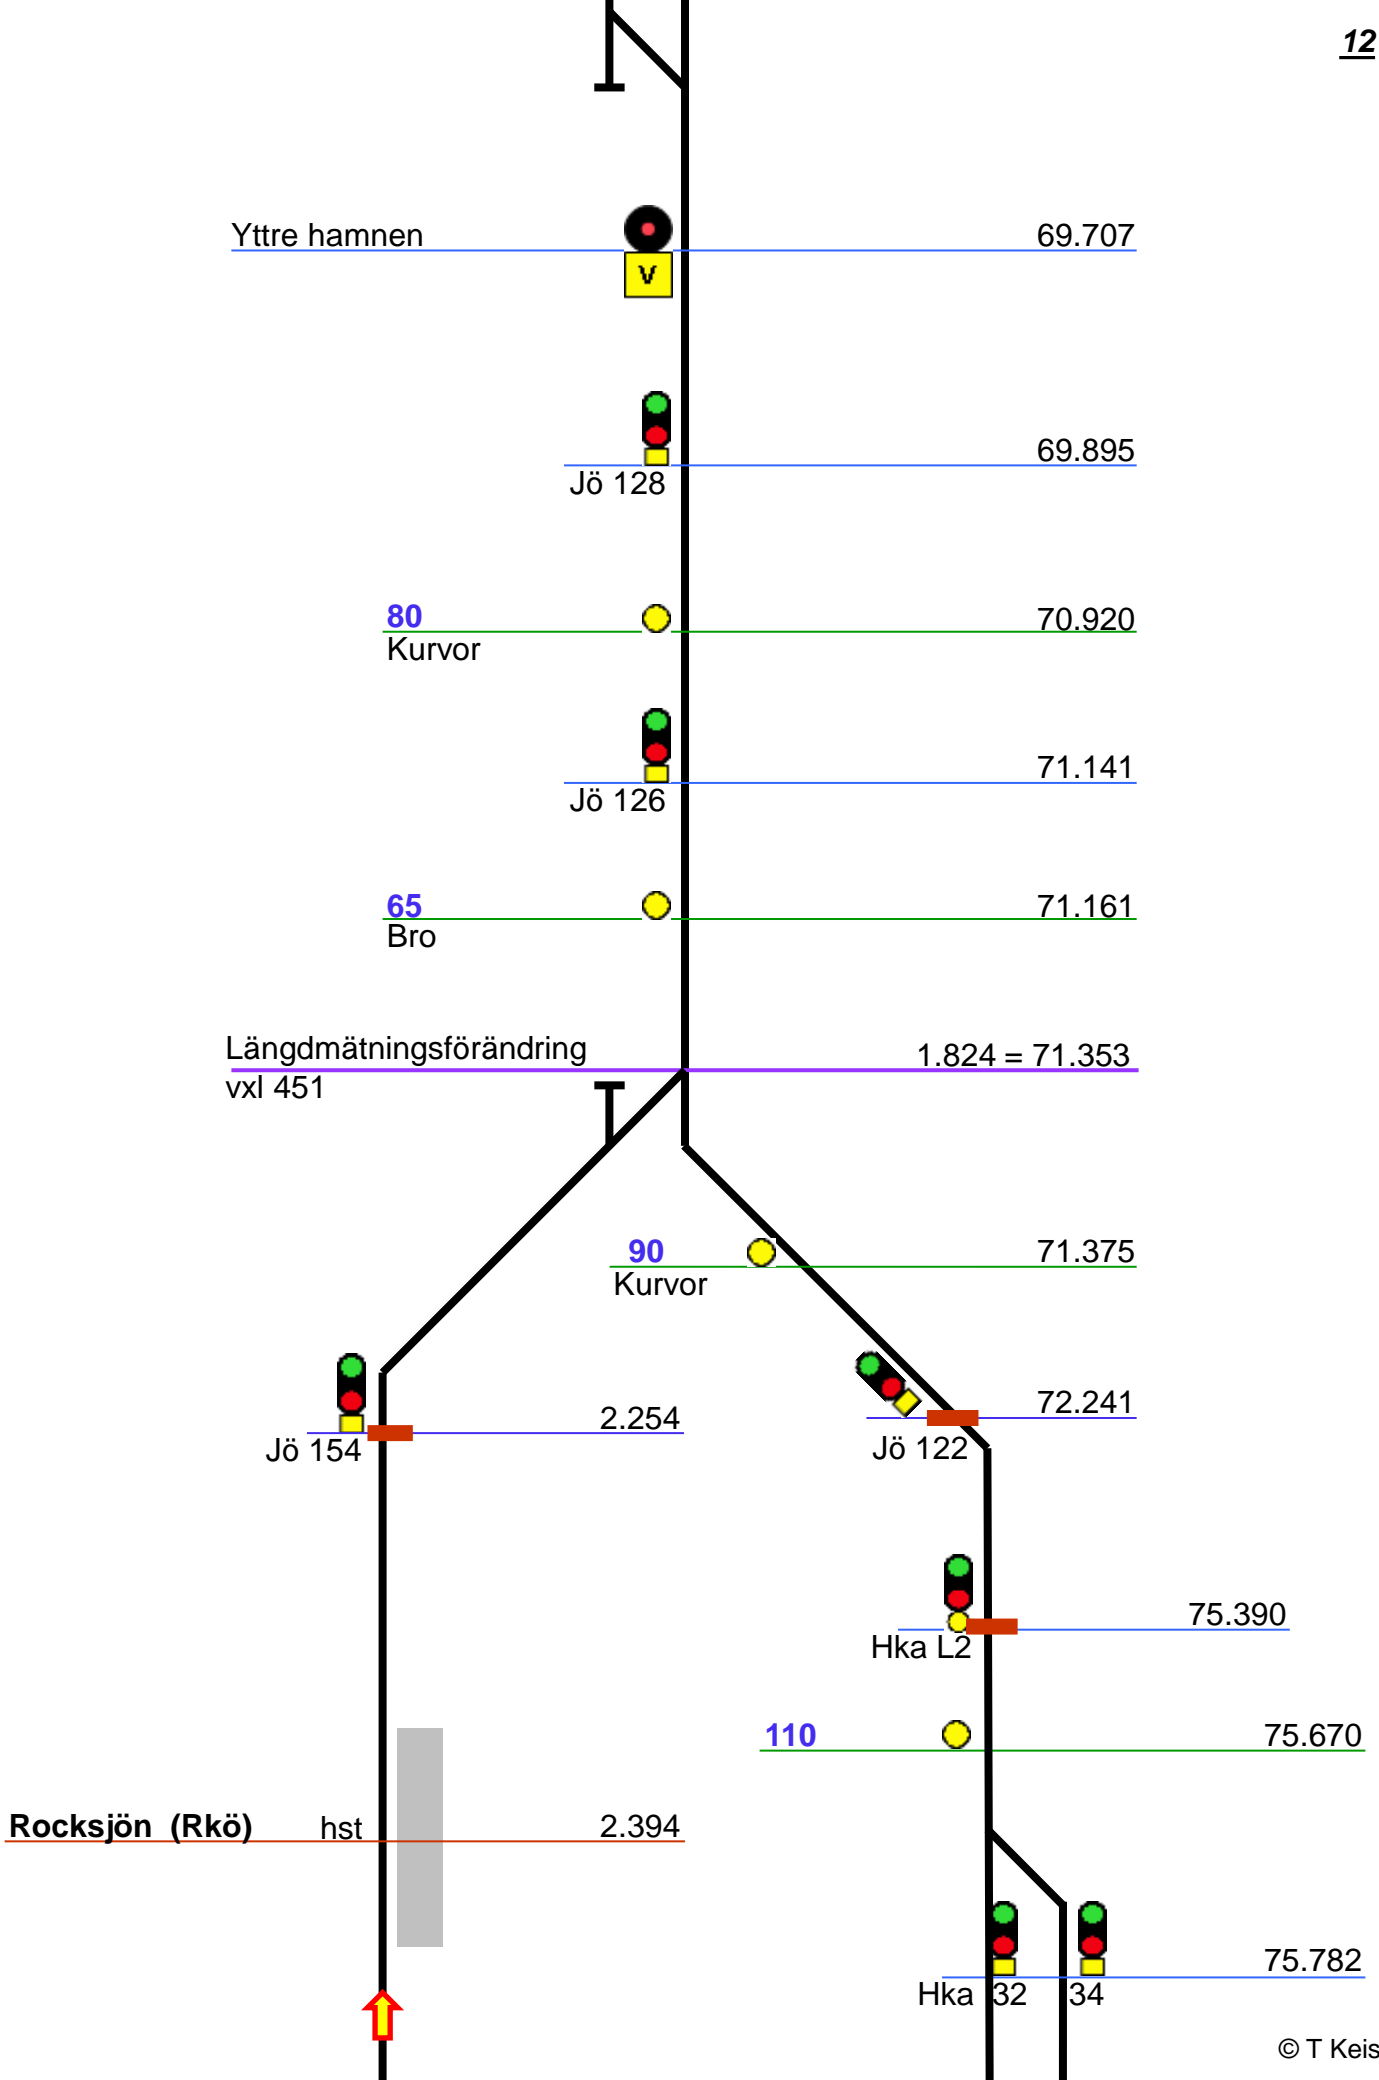 12
Yttre hamnen 69.707
V
69.895
Jö 128
80 70.920
Kurvor
71.141
Jö 126
65 71.161
Bro
Längdmätningsförändring 1.824 = 71.353
vxl 451
90 71.375
Kurvor
2.254 72.241
Jö 154 Jö 122
75.390
Hka L2
110 75.670
Rocksjön (Rkö) hst 2.394
75.782
Hka 32 34
© T Keis